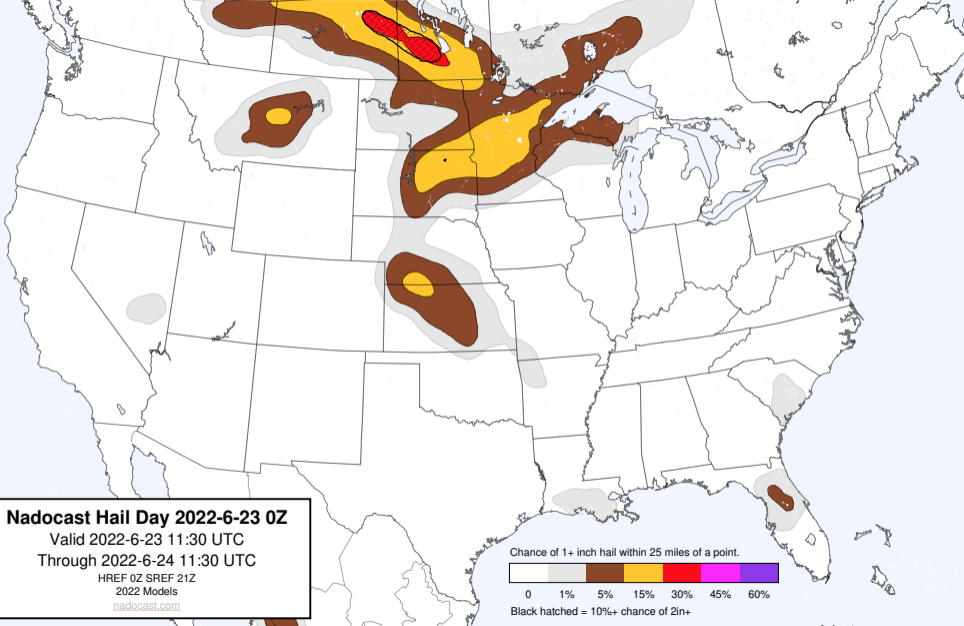 Nadocast Hail Day 2022-6-23 0Z
Valid 2022-6-23 11:30 UTC
Through 2022-6-24 11:30 UTC
HREF 0Z SREF 21Z
2022 Models
nadocast.com
Chance of 1+ inch hail within 25 miles of a point.
0 1% 5% 15% 30% 45% 60%
Black hatched = 10%+ chance of 2in+